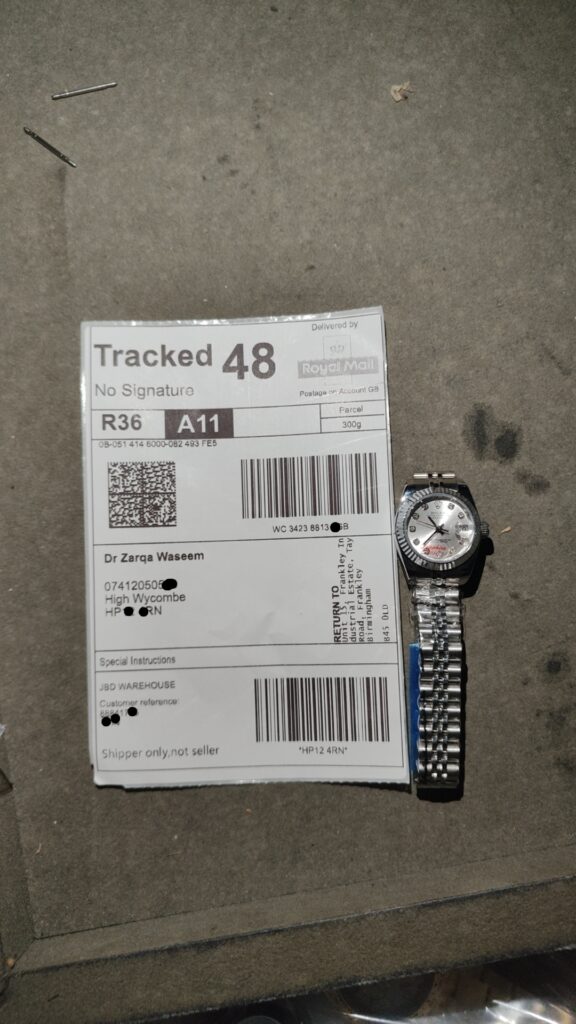 Delivered by
Tracked 48
Royal Mail
No Signature
Postage on Account GB
R36 A11
Parcel
300g
0B-051 414 6000-082 493 FE5
WC 3423 8813 GB
Dr Zarqa Waseem
07412050
High Wycombe
HP RN
RETURN TO
Unit 15, Frankley In
dustrial Estate, Tay
Road, Frankley
Birmingham
B45 0LD
Special Instructions
JBD WAREHOUSE
Customer reference:
Shipper only,not seller
*HP12 4RN*